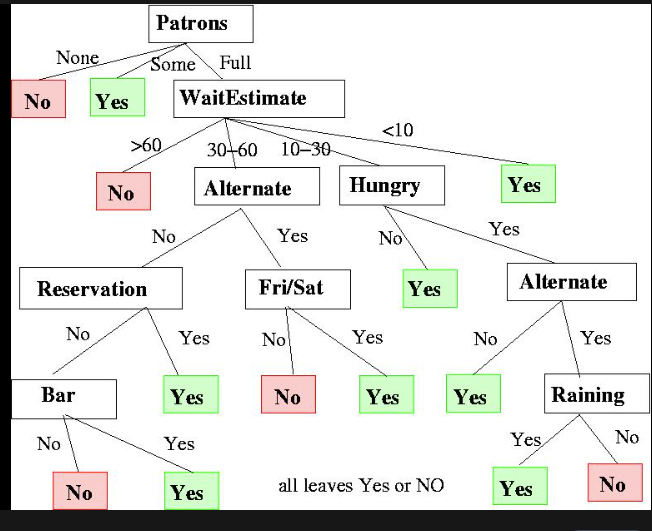 Patrons
None
Some
Full
No
Yes
WaitEstimate
>60
30–60
10–30
<10
No
Alternate
Hungry
Yes
No
Yes
No
Yes
Reservation
Fri/Sat
Yes
Alternate
No
Yes
No
Yes
No
Yes
Bar
Yes
No
Yes
Yes
Raining
No
Yes
Yes
No
No
Yes
all leaves Yes or NO
Yes
No